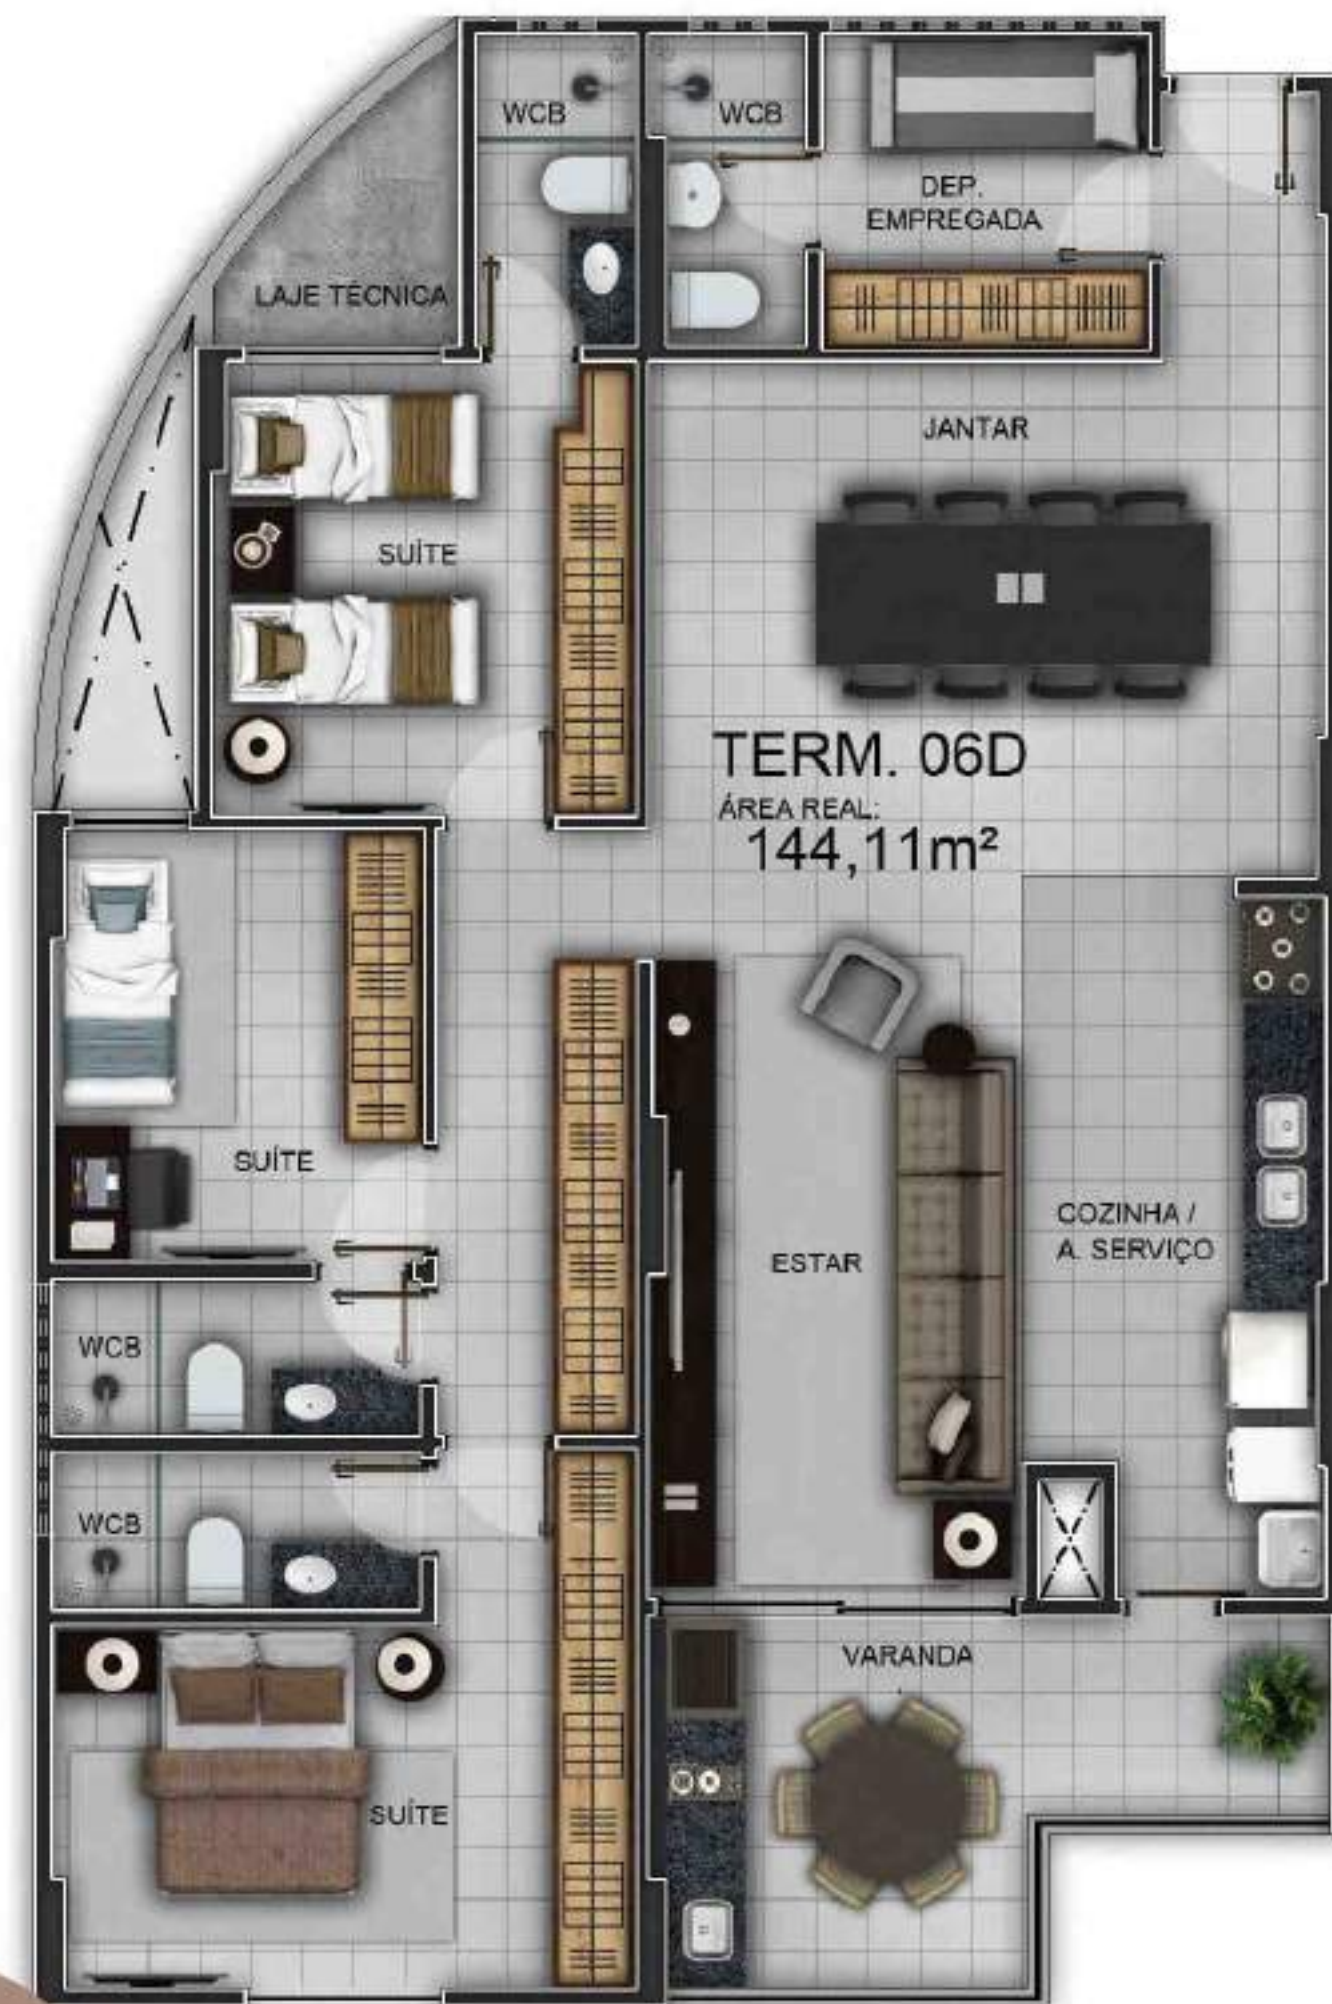 WCB
WCB
DEP.
EMPREGADA
LAJE TÉCNICA
JANTAR
SUÍTE
TERM. 06D
ÁREA REAL:
144,11m²
SUÍTE
COZINHA /
A. SERVIÇO
ESTAR
WCB
WCB
VARANDA
SUÍTE